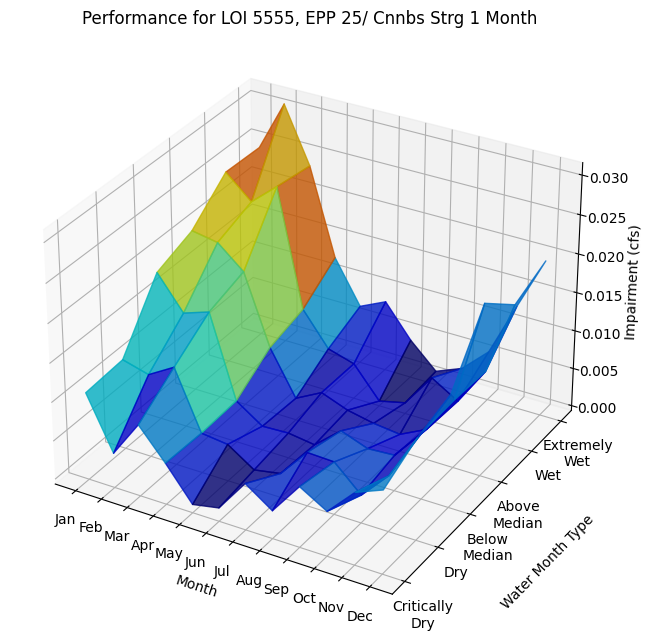 Performance for LOI 5555, EPP 25/ Cnnbs Strg 1 Month
0.030
0.025
0.020
0.015
0.010
0.005
0.000
Impairment (cfs)
Extremely
Wet
Wet
Above
Median
Below
Median
Dry
Critically
Dry
Water Month Type
Jan
Feb
Mar
Apr
May
Jun
Jul
Aug
Sep
Oct
Nov
Dec
Month